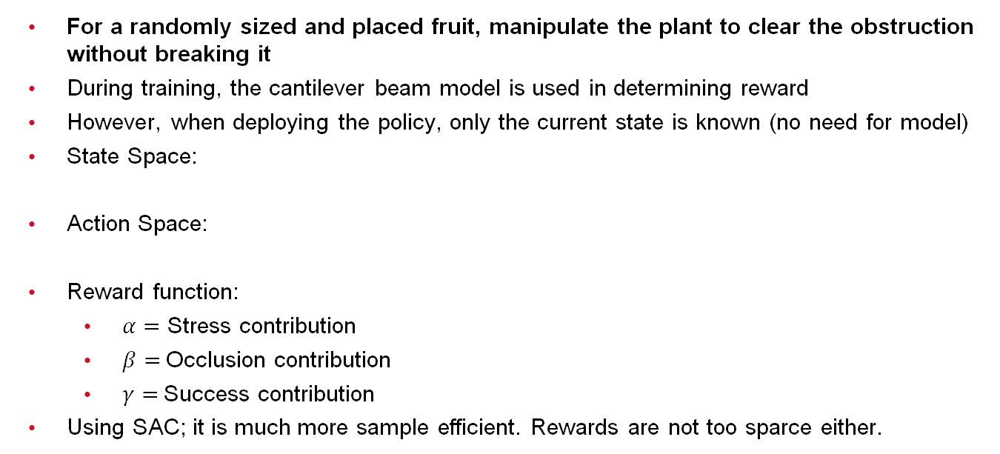 • For a randomly sized and placed fruit, manipulate the plant to clear the obstruction
without breaking it
• During training, the cantilever beam model is used in determining reward
• However, when deploying the policy, only the current state is known (no need for model)
• State Space:
• Action Space:
• Reward function:
• α = Stress contribution
• β = Occlusion contribution
• γ = Success contribution
• Using SAC; it is much more sample efficient. Rewards are not too sparce either.